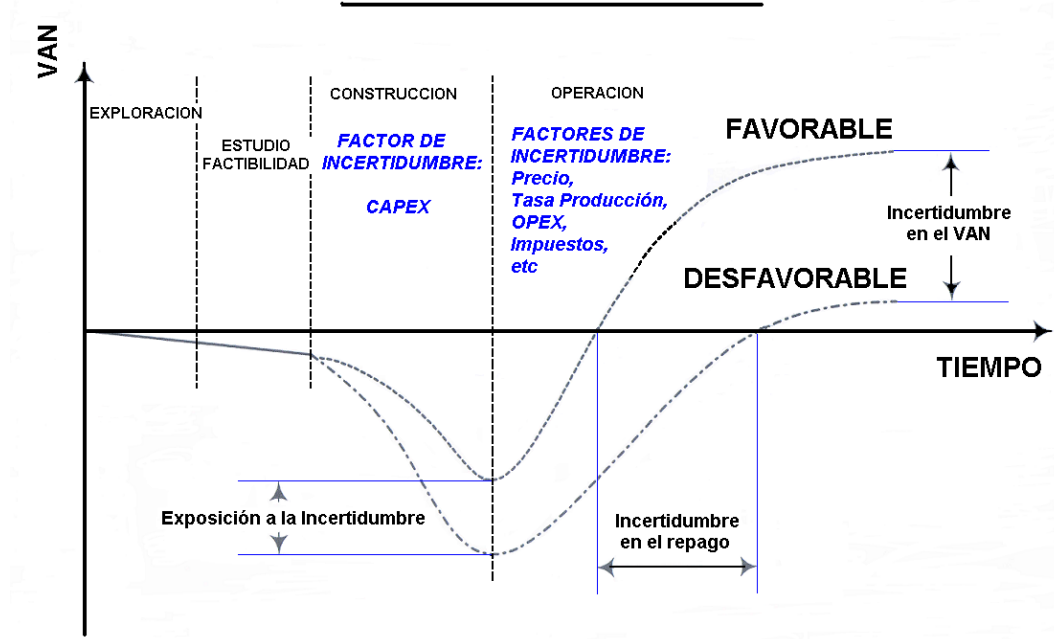 VAN
EXPLORACION
ESTUDIO
FACTIBILIDAD
CONSTRUCCION
FACTOR DE
INCERTIDUMBRE:
CAPEX
OPERACION
FACTORES DE
INCERTIDUMBRE:
Precio,
Tasa Producción,
OPEX,
Impuestos,
etc
FAVORABLE
Incertidumbre
en el VAN
DESFAVORABLE
TIEMPO
Exposición a la Incertidumbre
Incertidumbre
en el repago